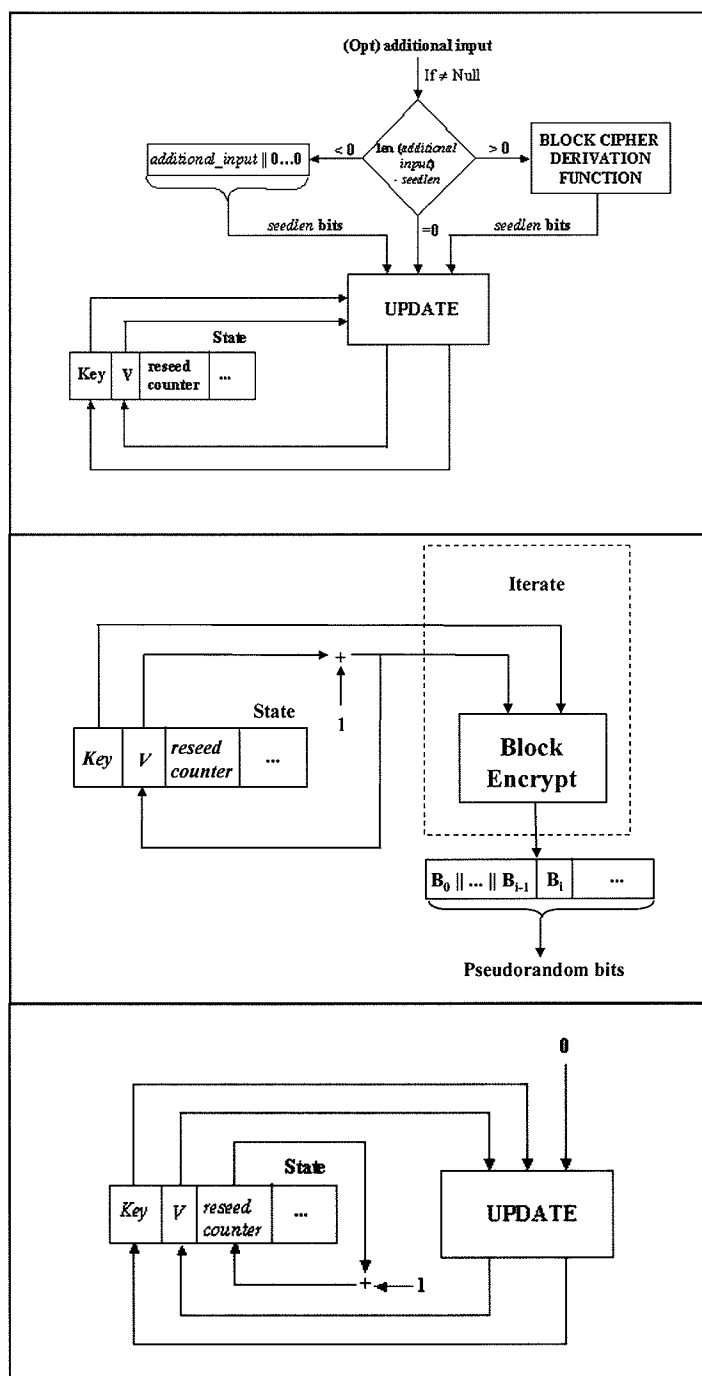 (Opt) additional input
If ≠ Null
< 0
len (additional
input)
- seedlen
> 0
additional_input || 0...0
BLOCK CIPHER
DERIVATION
FUNCTION
seedlen bits
=0
seedlen bits
UPDATE
State
Key
V
reseed
counter
...
Iterate
+
1
State
Key
V
reseed
counter
...
Block
Encrypt
B₀ || ... || Bᵢ₋₁
Bᵢ
...
Pseudorandom bits
0
State
Key
V
reseed
counter
...
UPDATE
+
1